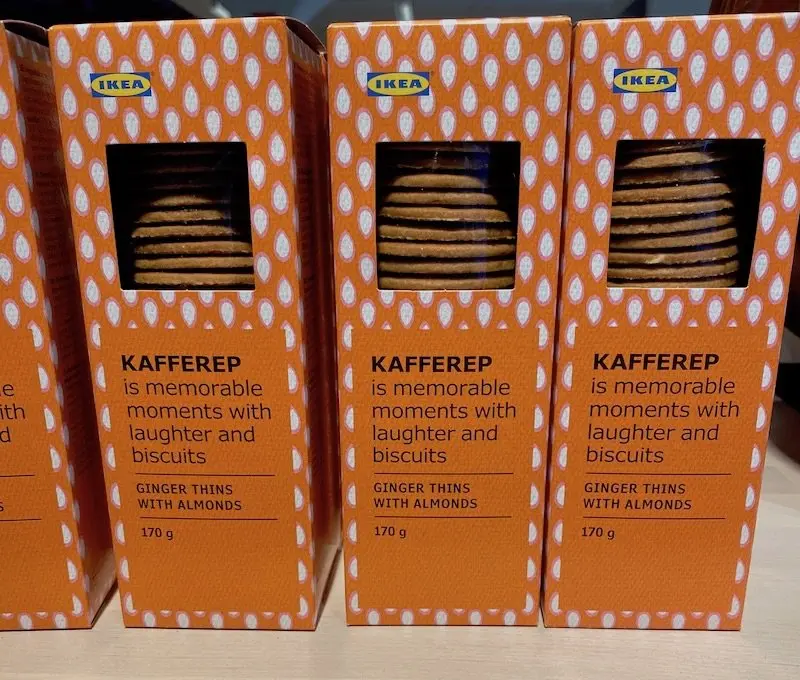 IKEA
KAFFEREP
is memorable
moments with
laughter and
biscuits
GINGER THINS
WITH ALMONDS
170 g
IKEA
KAFFEREP
is memorable
moments with
laughter and
biscuits
GINGER THINS
WITH ALMONDS
170 g
IKEA
KAFFEREP
is memorable
moments with
laughter and
biscuits
GINGER THINS
WITH ALMONDS
170 g